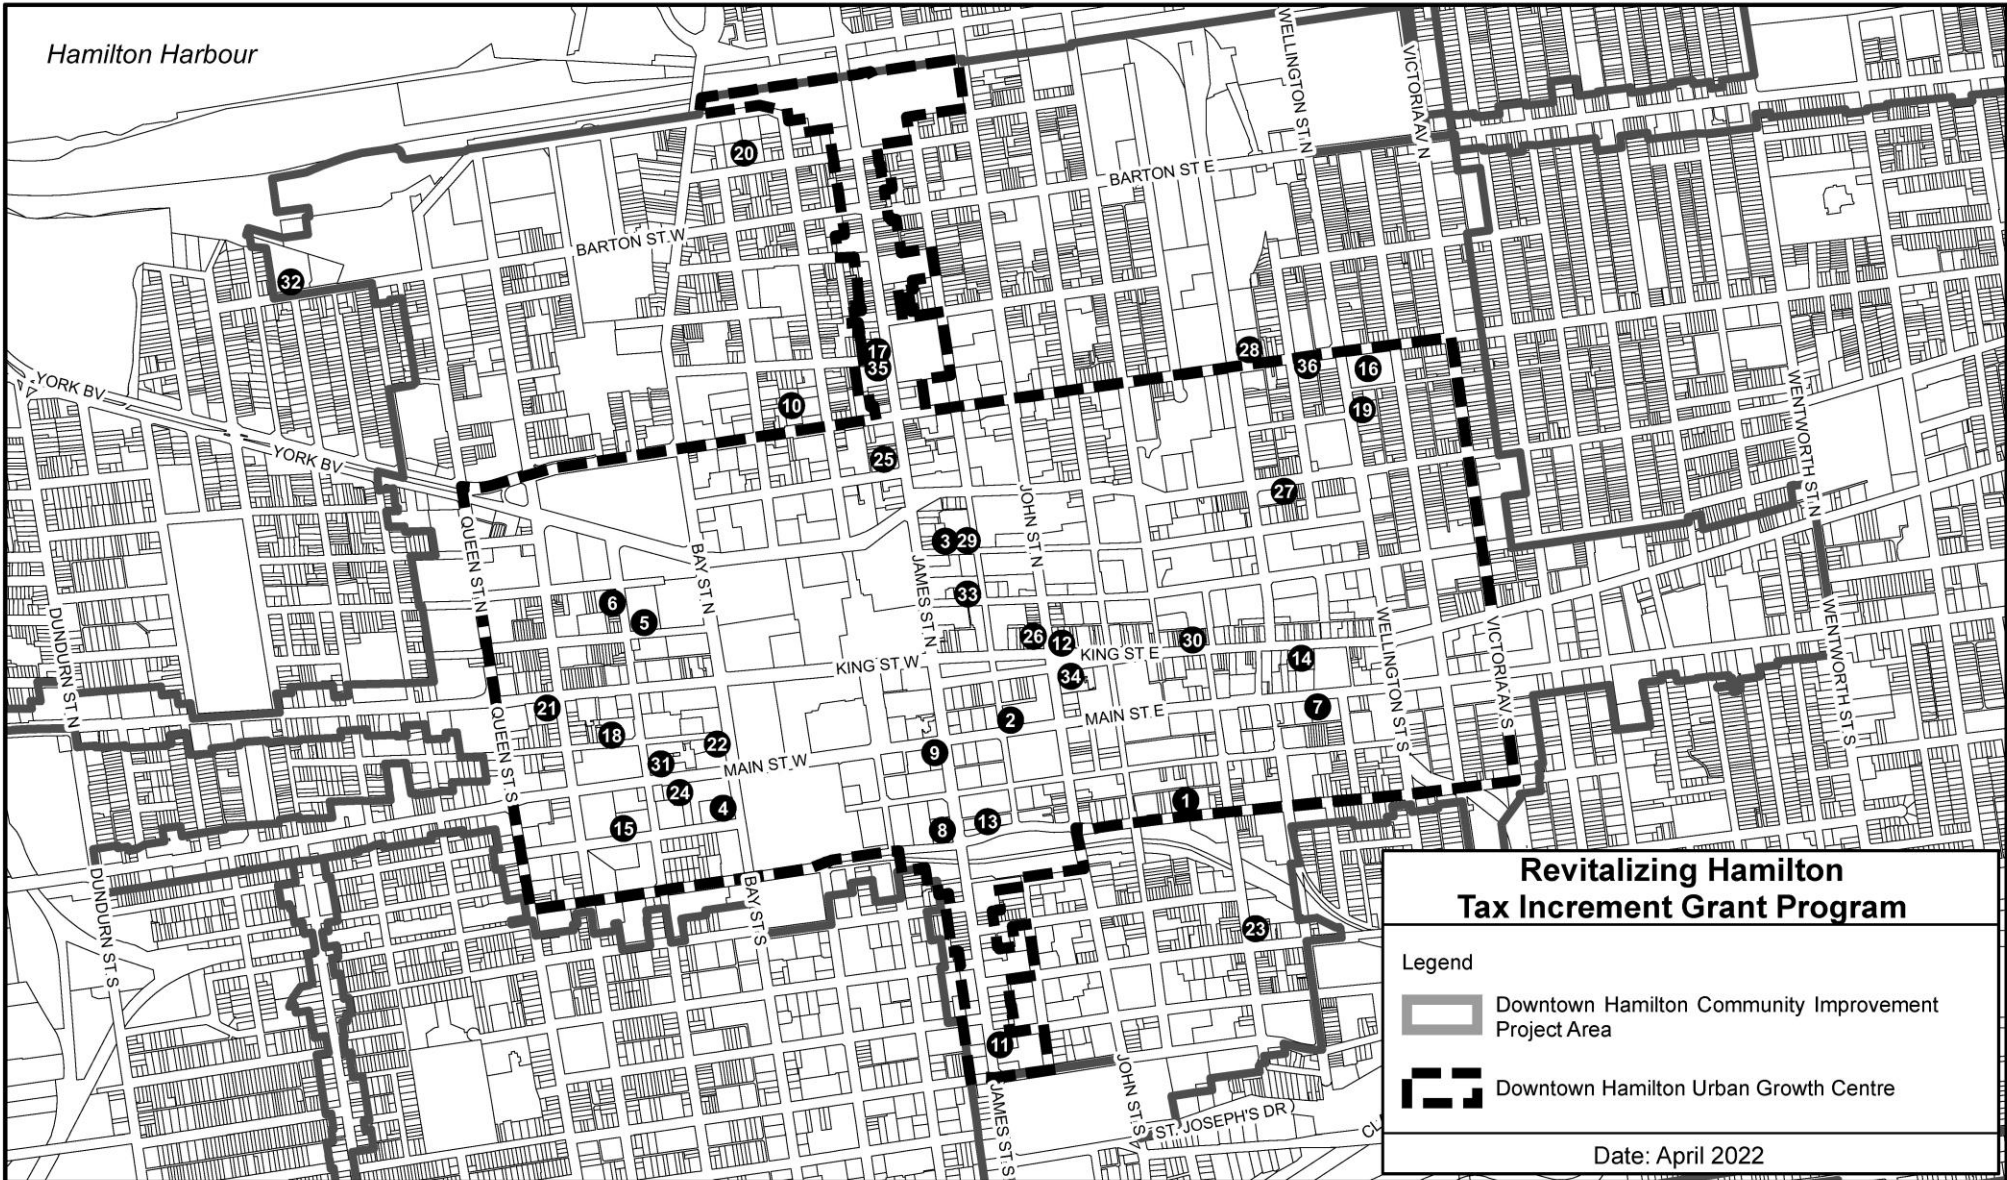 Hamilton Harbour
WELLINGTON ST.N
VICTORIA AV N
20
BARTON ST E
BARTON ST.W
32
17
35
28
36
16
YORK BV
10
19
WENTWORTH ST.N
YORK BV
25
27
QUEEN ST.N
JOHN ST.N
3
29
BAY ST.N
JAMES ST N
6
33
5
DUNDURN ST.N
26
12
30
WELLINGTON ST.S
VICTORIA AV S
WENTWORTH ST.S
KING ST W
KING ST E
34
14
21
QUEEN ST.S
2
MAIN ST E
7
18
22
9
31
MAIN ST.W
24
4
1
15
8
13
DUNDURN ST.S
BAY ST.S
23
11
JAMES ST.S
JOHN ST.S
ST. JOSEPH'S DR
Revitalizing Hamilton
Tax Increment Grant Program
Legend
Downtown Hamilton Community Improvement
Project Area
Downtown Hamilton Urban Growth Centre
Date: April 2022